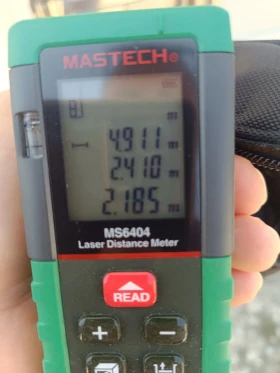 MASTECH®
4.911 m
2.410 m
2.185 m
MS6404
Laser Distance Meter
READ
+
−